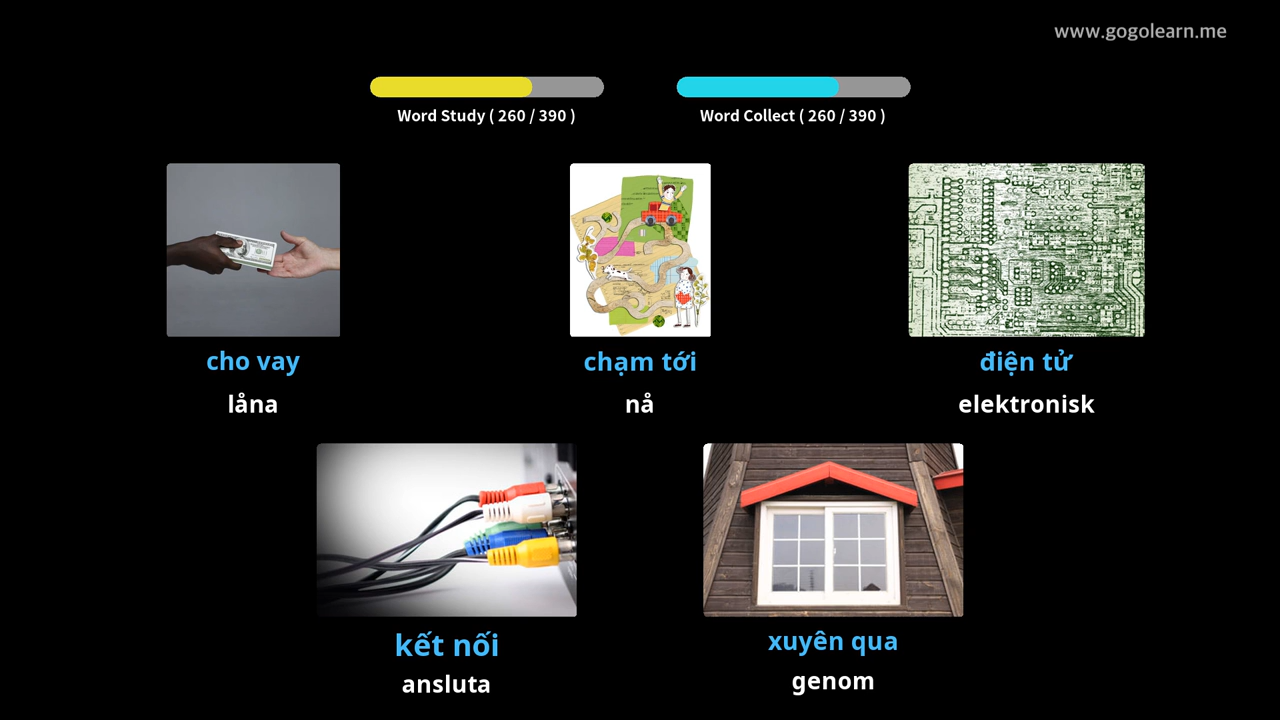 www.gogolearn.me
Word Study ( 260 / 390 )
Word Collect ( 260 / 390 )
cho vay
låna
chạm tới
nå
điện tử
elektronisk
kết nối
ansluta
xuyên qua
genom